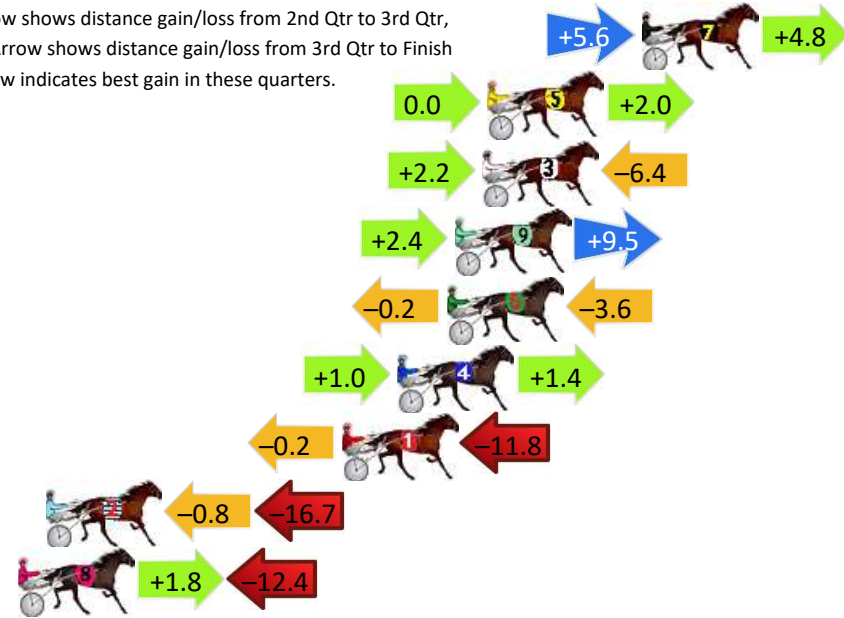 ow shows distance gain/loss from 2nd Qtr to 3rd Qtr,
Arrow shows distance gain/loss from 3rd Qtr to Finish
w indicates best gain in these quarters.
+5.6 7 +4.8
0.0 5 +2.0
+2.2 3 –6.4
+2.4 9 +9.5
–0.2 6 –3.6
+1.0 4 +1.4
–0.2 1 –11.8
2 –0.8 –16.7
8 +1.8 –12.4